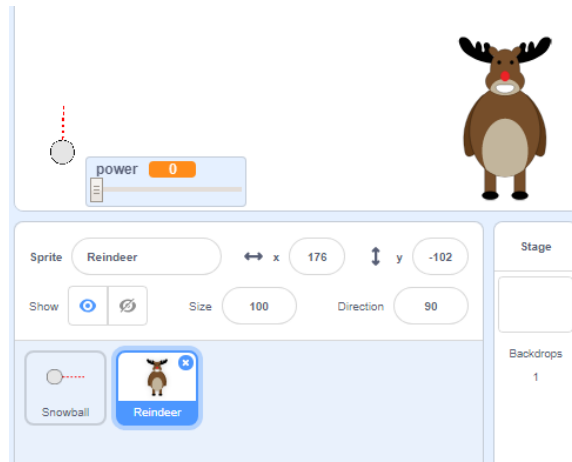 power 0
Sprite Reindeer x 176 y -102
Show Size 100 Direction 90
Stage
Backdrops
1
Snowball Reindeer